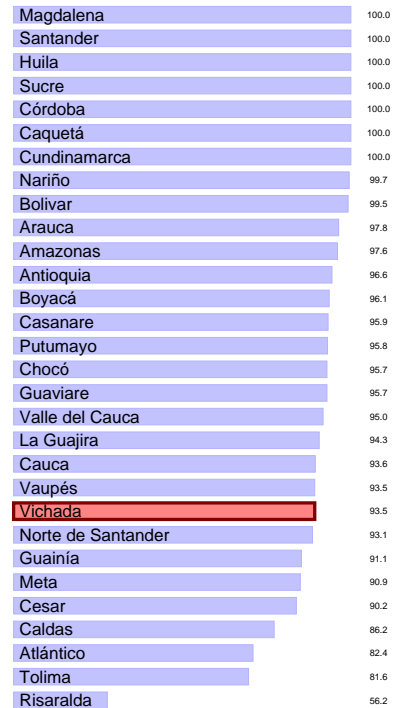 Magdalena 100.0
Santander 100.0
Huila 100.0
Sucre 100.0
Córdoba 100.0
Caquetá 100.0
Cundinamarca 100.0
Nariño 99.7
Bolivar 99.5
Arauca 97.8
Amazonas 97.6
Antioquia 96.6
Boyacá 96.1
Casanare 95.9
Putumayo 95.8
Chocó 95.7
Guaviare 95.7
Valle del Cauca 95.0
La Guajira 94.3
Cauca 93.6
Vaupés 93.5
Vichada 93.5
Norte de Santander 93.1
Guainía 91.1
Meta 90.9
Cesar 90.2
Caldas 86.2
Atlántico 82.4
Tolima 81.6
Risaralda 56.2